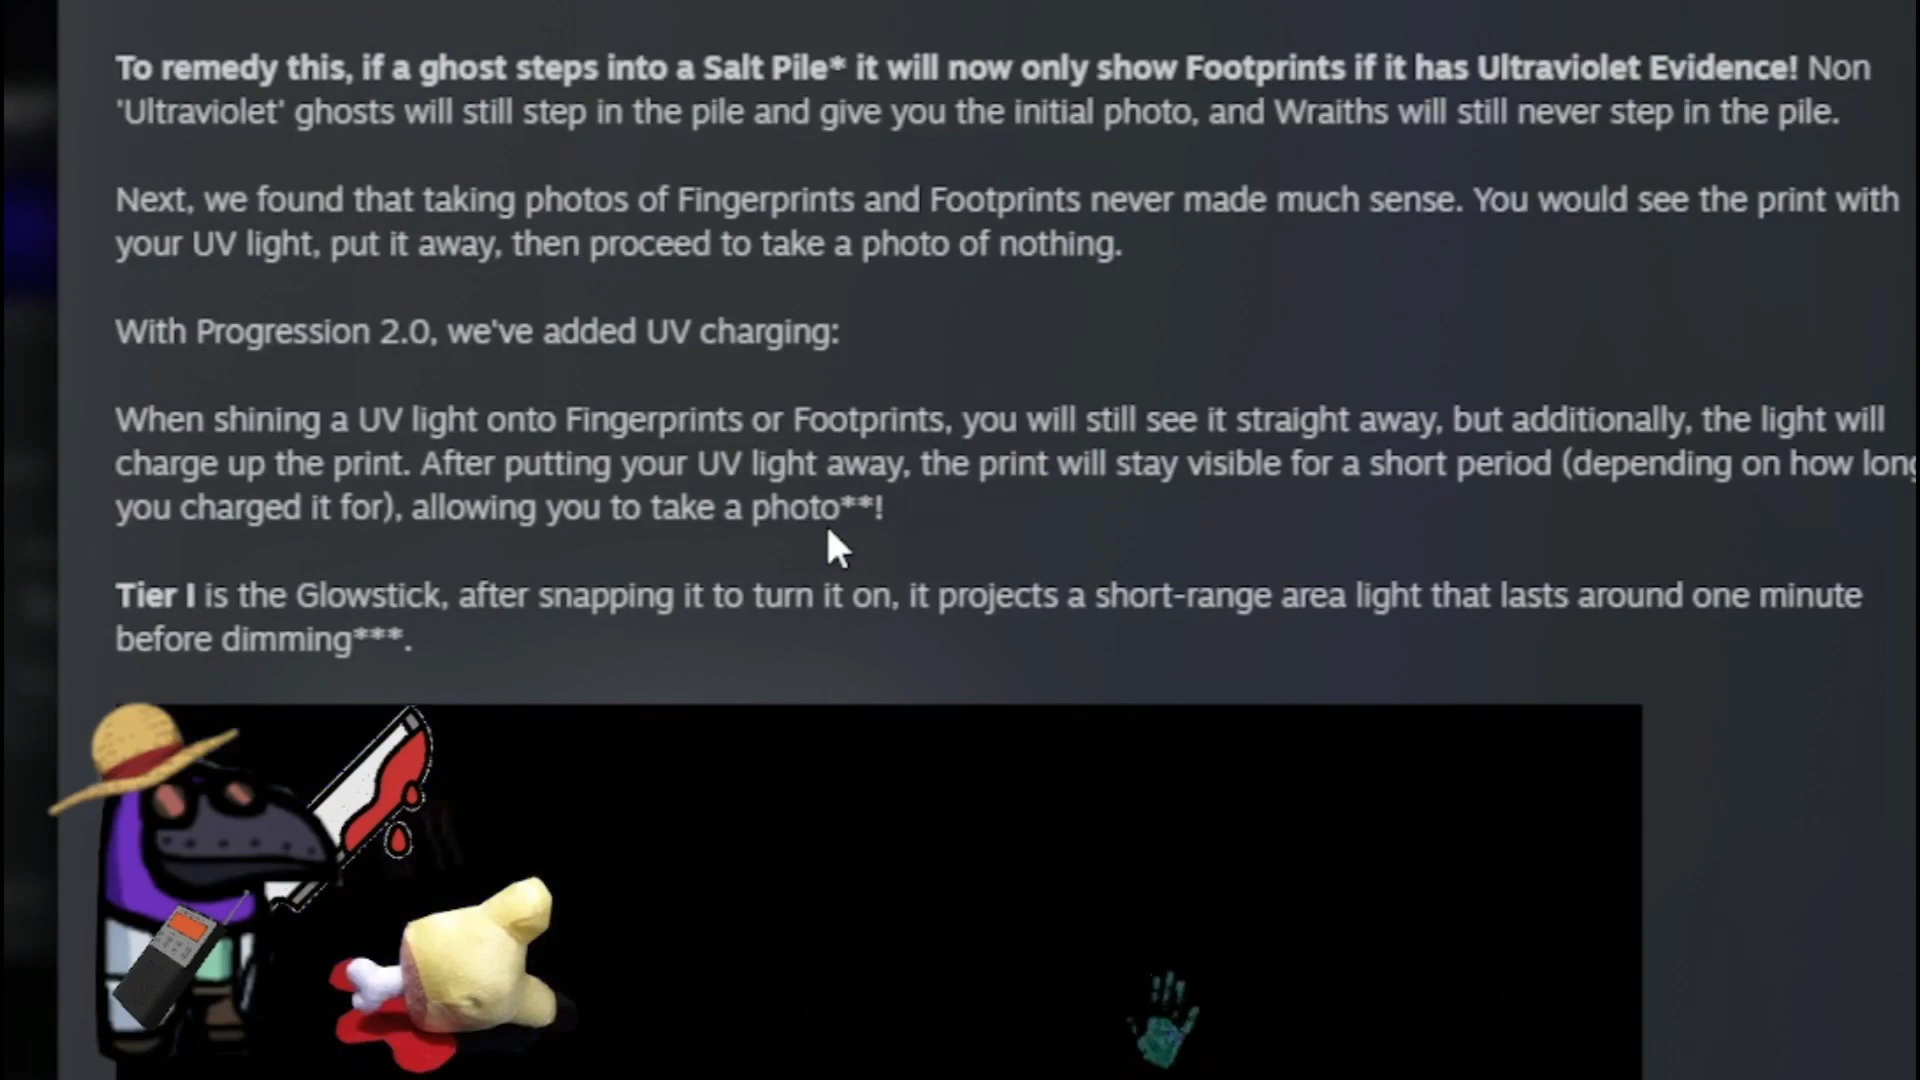 To remedy this, if a ghost steps into a Salt Pile* it will now only show Footprints if it has Ultraviolet Evidence! Non
'Ultraviolet' ghosts will still step in the pile and give you the initial photo, and Wraiths will still never step in the pile.
Next, we found that taking photos of Fingerprints and Footprints never made much sense. You would see the print with
your UV light, put it away, then proceed to take a photo of nothing.
With Progression 2.0, we've added UV charging:
When shining a UV light onto Fingerprints or Footprints, you will still see it straight away, but additionally, the light will
charge up the print. After putting your UV light away, the print will stay visible for a short period (depending on how long
you charged it for), allowing you to take a photo**!
Tier I is the Glowstick, after snapping it to turn it on, it projects a short-range area light that lasts around one minute
before dimming***.